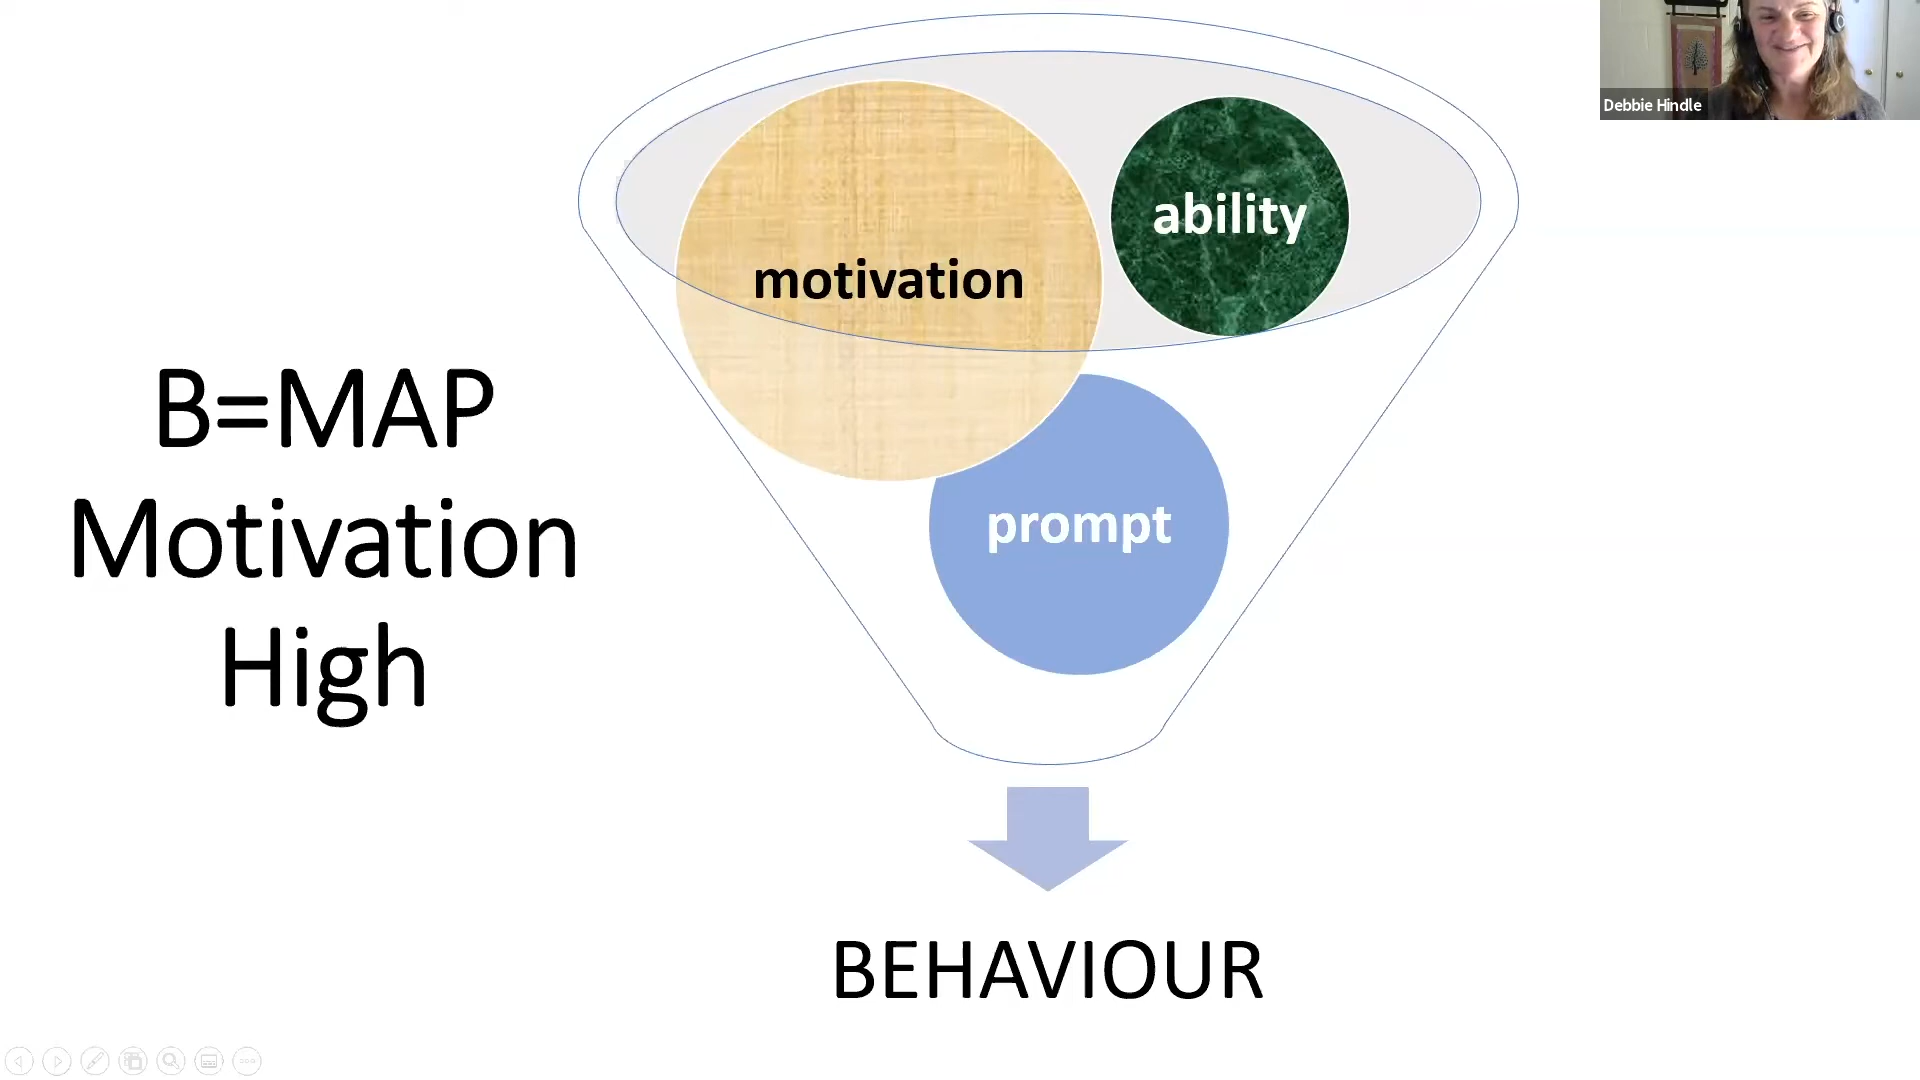 B=MAP
Motivation
High
motivation
ability
prompt
BEHAVIOUR
Debbie Hindle